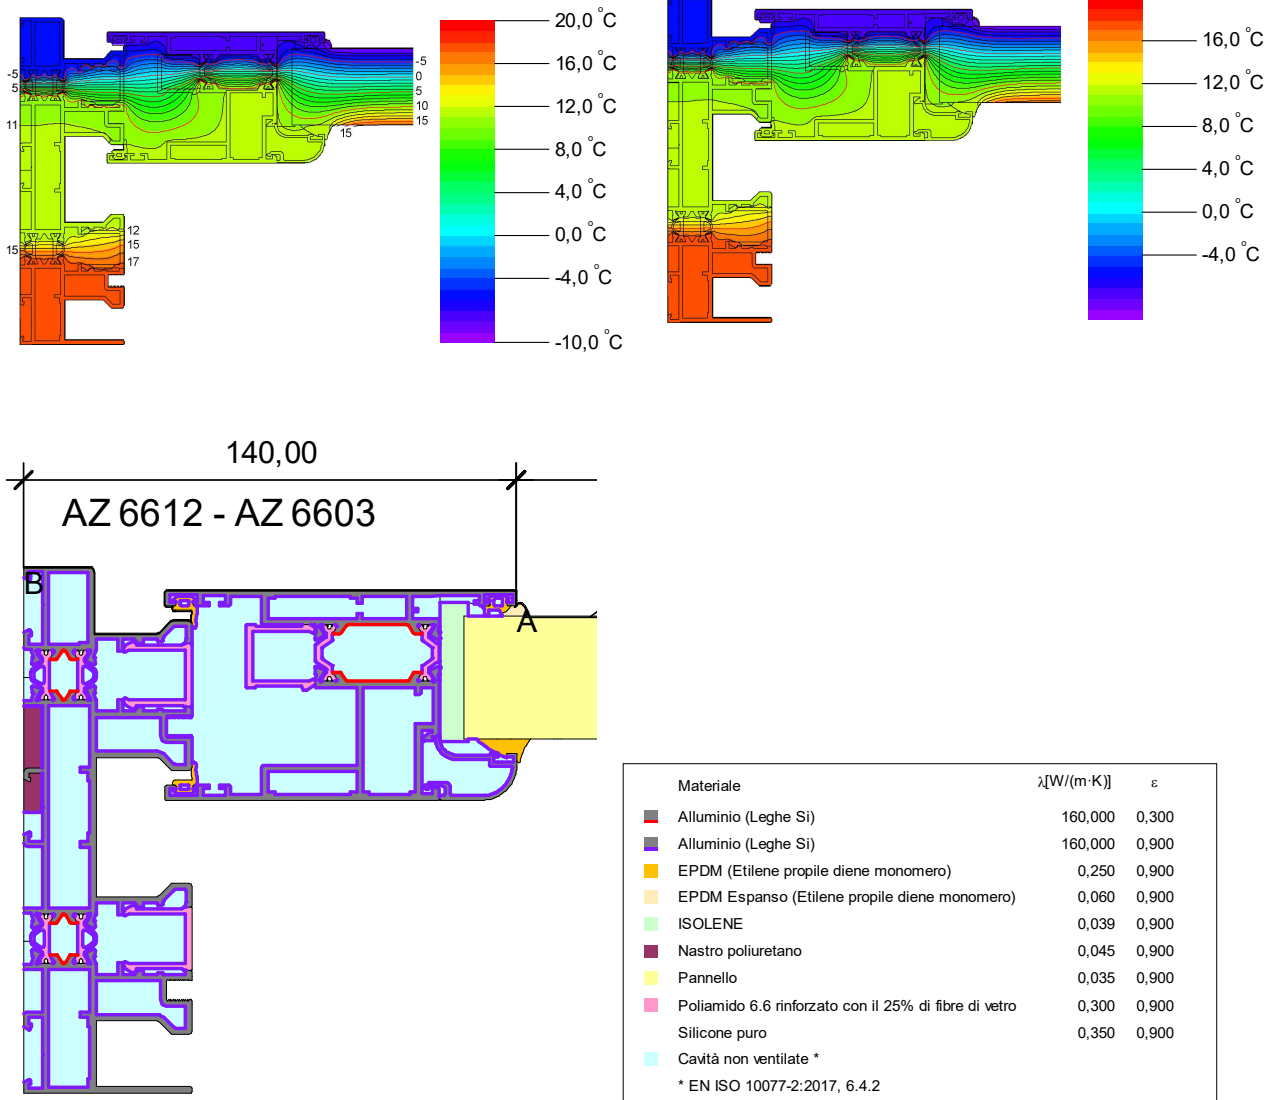 20,0 °C
16,0 °C
12,0 °C
8,0 °C
4,0 °C
0,0 °C
-4,0 °C
-10,0 °C
-5
5
11
15
-5
0
5
10
15
15
12
15
17
16,0 °C
12,0 °C
8,0 °C
4,0 °C
0,0 °C
-4,0 °C
140,00
AZ 6612 - AZ 6603
B
A
Materiale λ[W/(m·K)] ε
Alluminio (Leghe Si) 160,000 0,300
Alluminio (Leghe Si) 160,000 0,900
EPDM (Etilene propile diene monomero) 0,250 0,900
EPDM Espanso (Etilene propile diene monomero) 0,060 0,900
ISOLENE 0,039 0,900
Nastro poliuretano 0,045 0,900
Pannello 0,035 0,900
Poliamido 6.6 rinforzato con il 25% di fibre di vetro 0,300 0,900
Silicone puro 0,350 0,900
Cavità non ventilate *
* EN ISO 10077-2:2017, 6.4.2